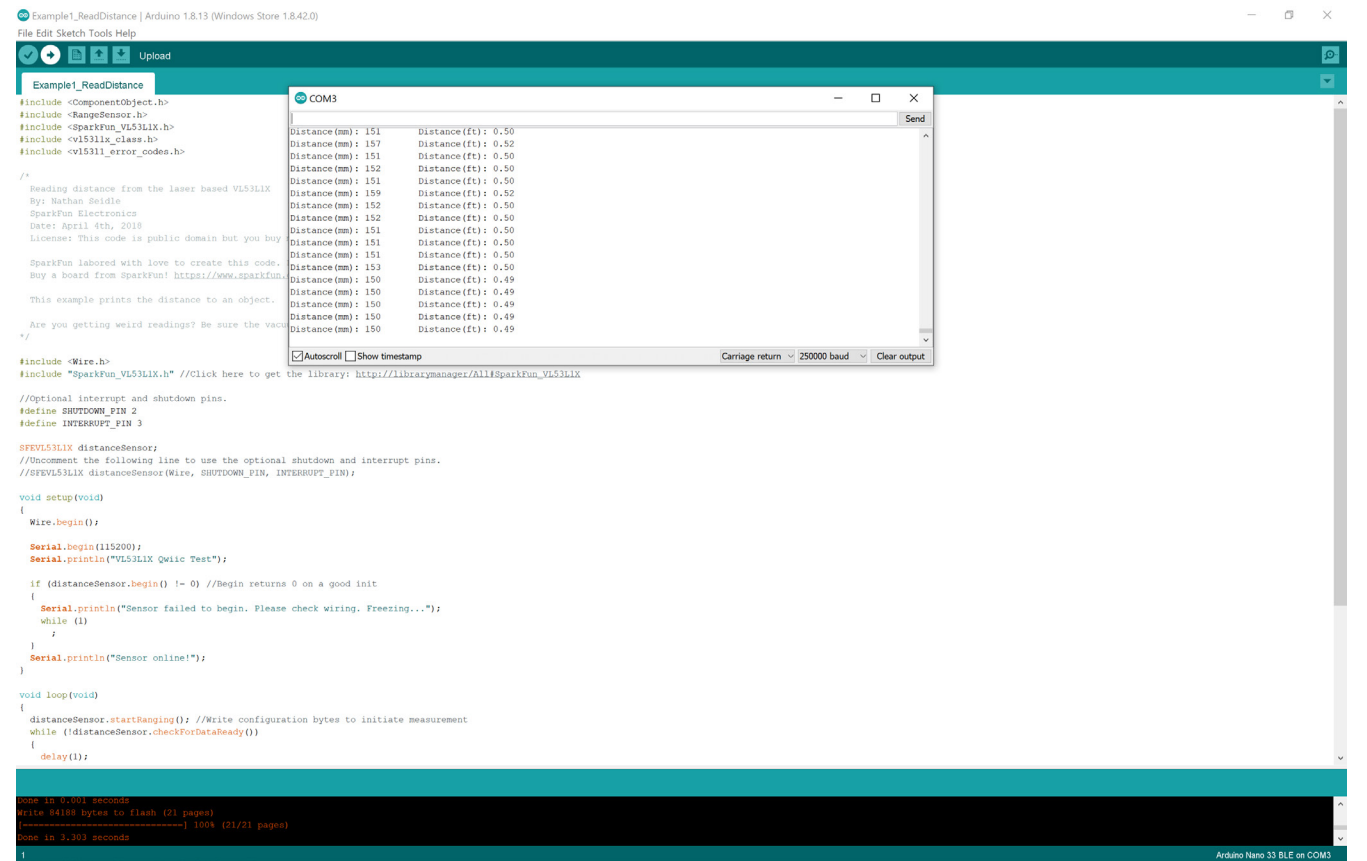 Example1_ReadDistance | Arduino 1.8.13 (Windows Store 1.8.42.0)
File Edit Sketch Tools Help
Upload
Example1_ReadDistance
#include <ComponentObject.h>
#include <RangeSensor.h>
#include <SparkFun_VL53L1X.h>
#include <vl53l1x_class.h>
#include <vl53l1_error_codes.h>
/*
Reading distance from the laser based VL53L1X
By: Nathan Seidle
SparkFun Electronics
Date: April 4th, 2018
License: This code is public domain but you buy
SparkFun labored with love to create this code.
Buy a board from SparkFun! https://www.sparkfun.
This example prints the distance to an object.
Are you getting weird readings? Be sure the vacu
*/
#include <Wire.h>
#include "SparkFun_VL53L1X.h" //Click here to get the library: http://librarymanager/All#SparkFun_VL53L1X
//Optional interrupt and shutdown pins.
#define SHUTDOWN_PIN 2
#define INTERRUPT_PIN 3
SFEVL53L1X distanceSensor;
//Uncomment the following line to use the optional shutdown and interrupt pins.
//SFEVL53L1X distanceSensor(Wire, SHUTDOWN_PIN, INTERRUPT_PIN);
void setup(void)
{
Wire.begin();
Serial.begin(115200);
Serial.println("VL53L1X Qwiic Test");
if (distanceSensor.begin() != 0) //Begin returns 0 on a good init
{
Serial.println("Sensor failed to begin. Please check wiring. Freezing...");
while (1)
;
}
Serial.println("Sensor online!");
}
void loop(void)
{
distanceSensor.startRanging(); //Write configuration bytes to initiate measurement
while (!distanceSensor.checkForDataReady())
{
delay(1);
COM3
Send
Distance(mm): 151 Distance(ft): 0.50
Distance(mm): 157 Distance(ft): 0.52
Distance(mm): 151 Distance(ft): 0.50
Distance(mm): 152 Distance(ft): 0.50
Distance(mm): 151 Distance(ft): 0.50
Distance(mm): 159 Distance(ft): 0.52
Distance(mm): 152 Distance(ft): 0.50
Distance(mm): 152 Distance(ft): 0.50
Distance(mm): 151 Distance(ft): 0.50
Distance(mm): 151 Distance(ft): 0.50
Distance(mm): 151 Distance(ft): 0.50
Distance(mm): 153 Distance(ft): 0.50
Distance(mm): 150 Distance(ft): 0.49
Distance(mm): 150 Distance(ft): 0.49
Distance(mm): 150 Distance(ft): 0.49
Distance(mm): 150 Distance(ft): 0.49
Distance(mm): 150 Distance(ft): 0.49
Autoscroll Show timestamp Carriage return 250000 baud Clear output
Done in 0.001 seconds
Write 84188 bytes to flash (21 pages)
[==============================] 100% (21/21 pages)
Done in 3.303 seconds
1 Arduino Nano 33 BLE on COM3